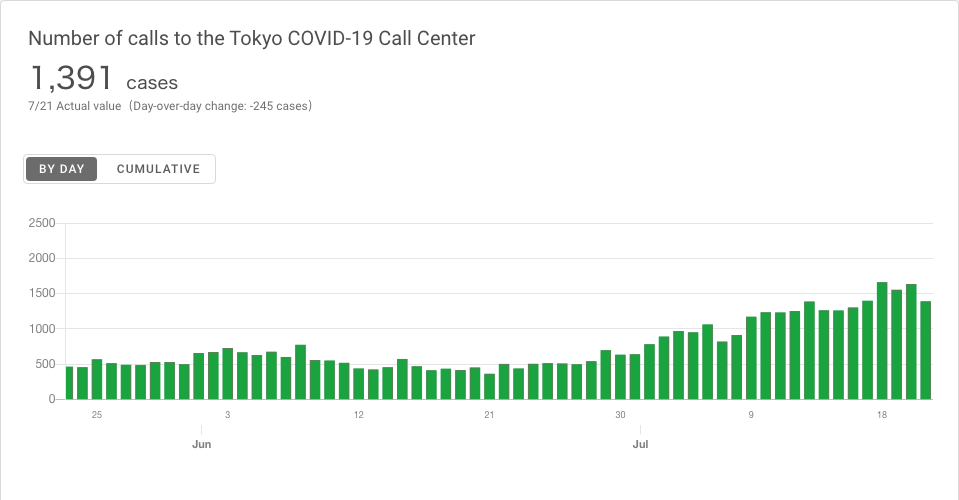 Number of calls to the Tokyo COVID-19 Call Center
1,391 cases
7/21 Actual value（Day-over-day change: -245 cases）
BY DAY CUMULATIVE
2500
2000
1500
1000
500
0
25 3 12 21 30 9 18
Jun Jul